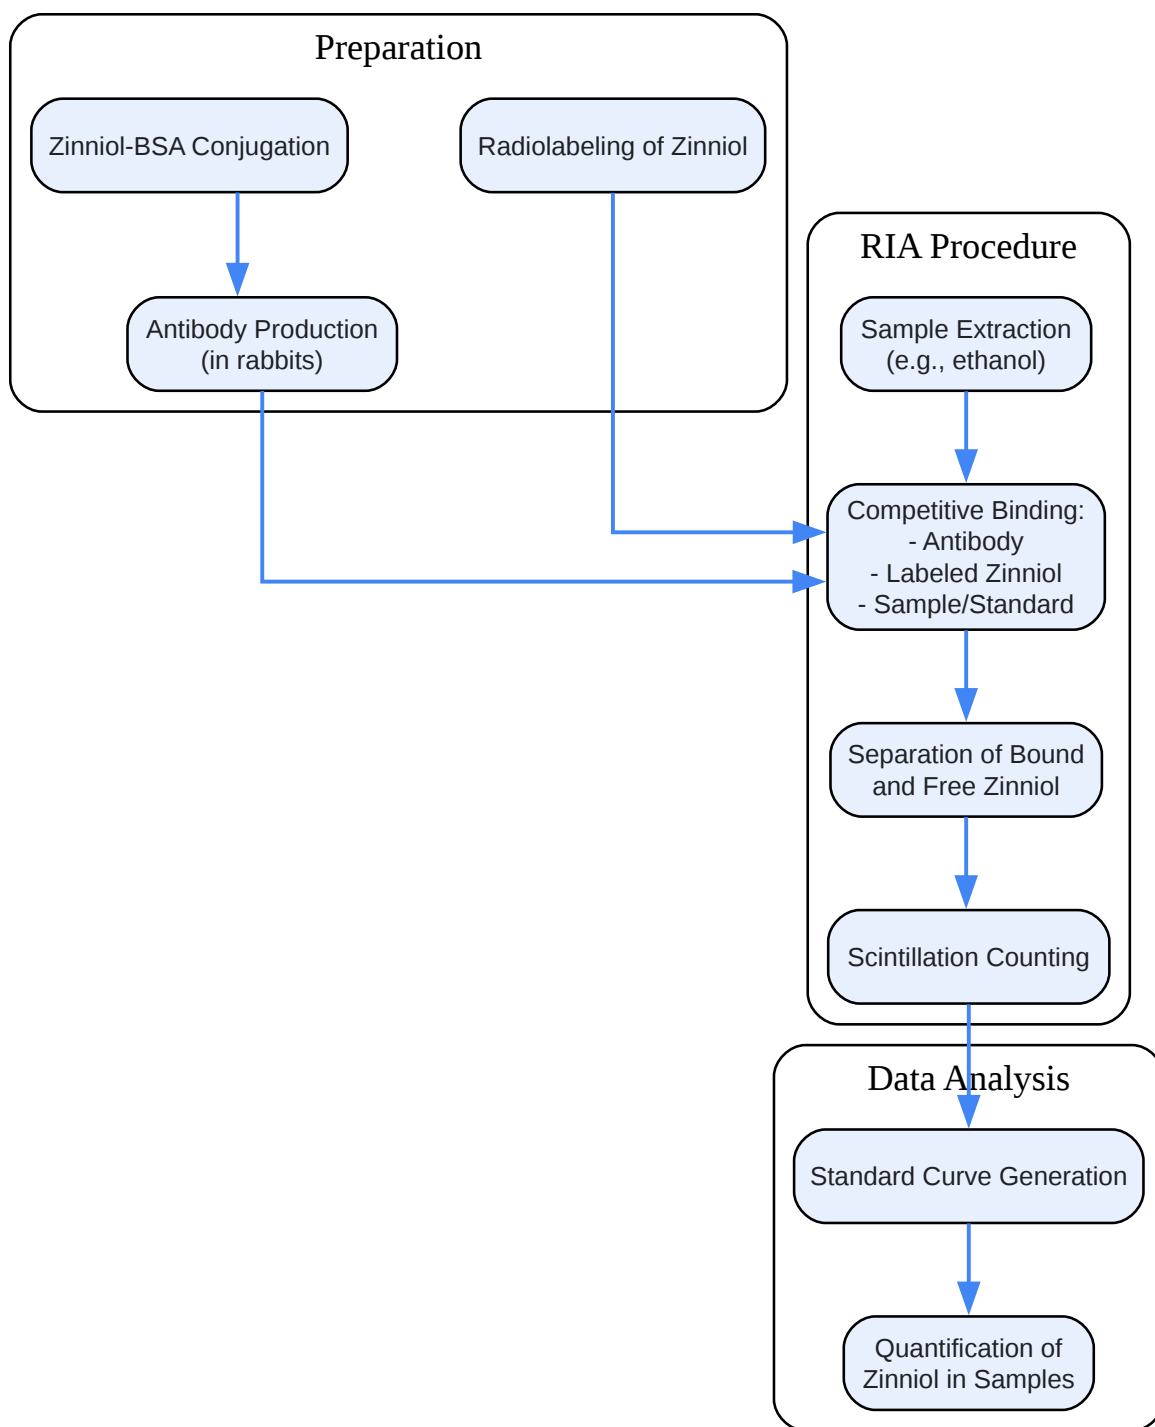 Preparation
Zinniol-BSA Conjugation
Radiolabeling of Zinniol
Antibody Production
(in rabbits)
RIA Procedure
Sample Extraction
(e.g., ethanol)
Competitive Binding:
- Antibody
- Labeled Zinniol
- Sample/Standard
Separation of Bound
and Free Zinniol
Scintillation Counting
Data Analysis
Standard Curve Generation
Quantification of
Zinniol in Samples